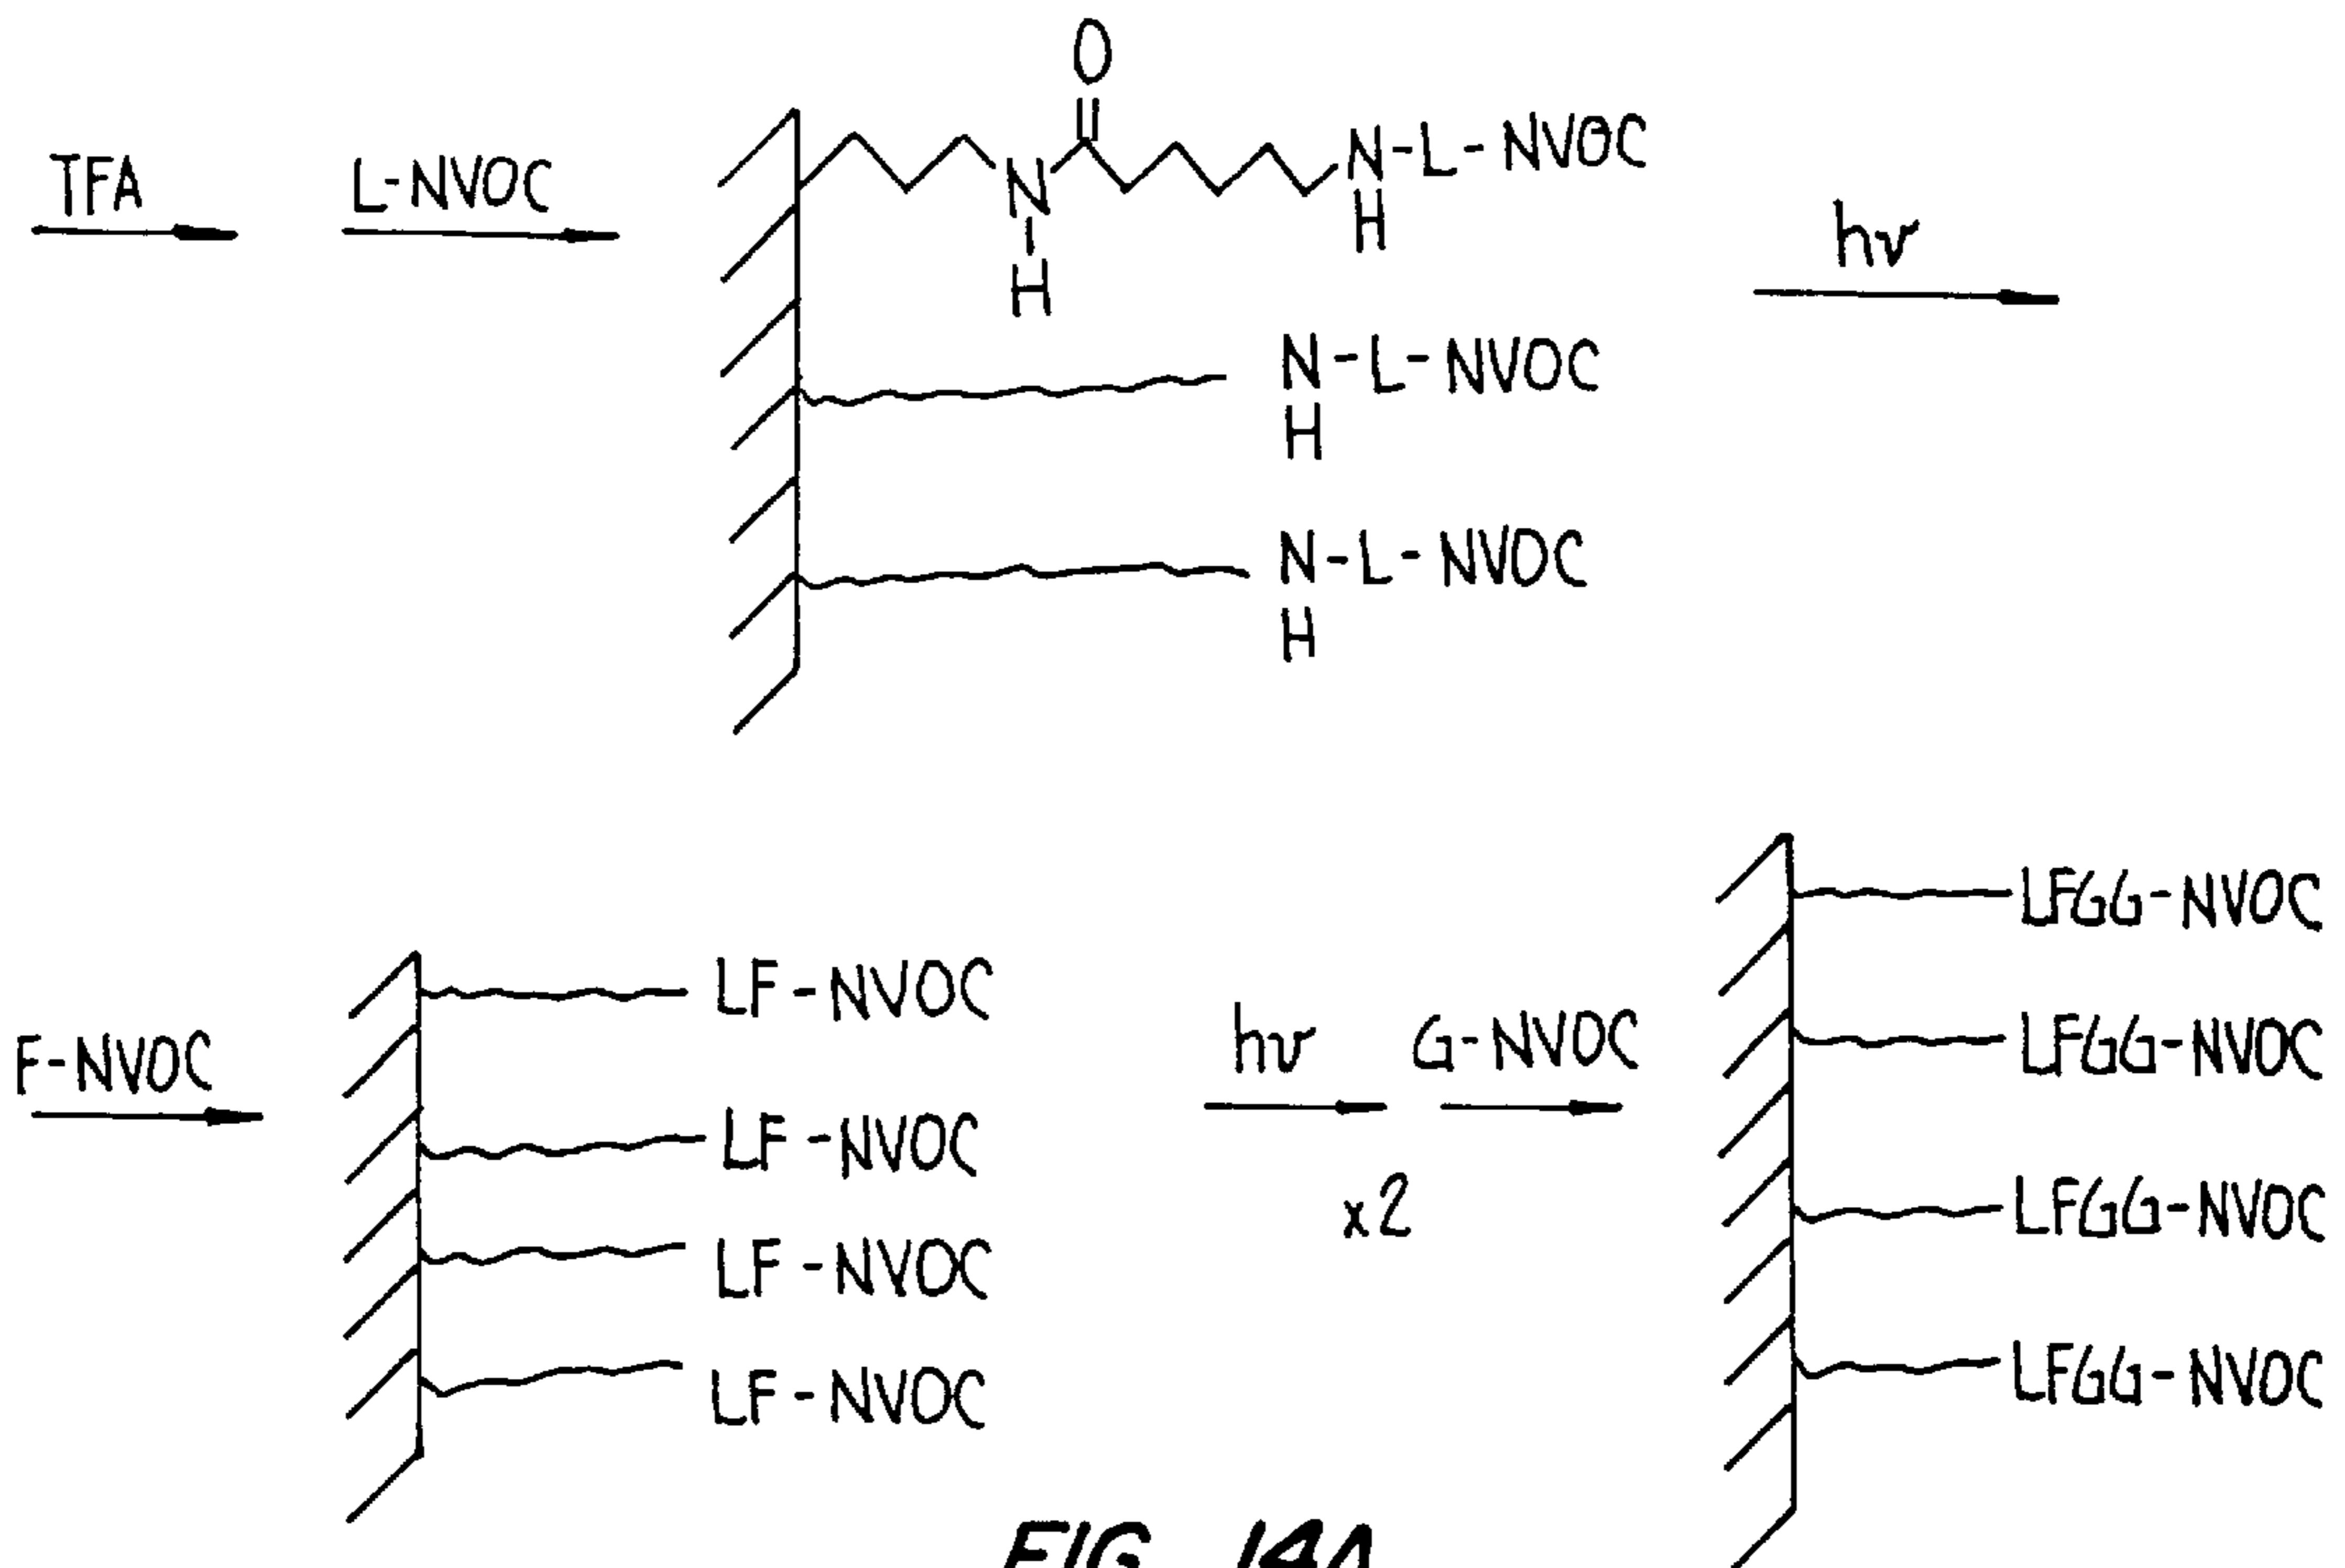 O
TFA
L-NVOC
N-L-NVOC
H
N
H
hν
N-L-NVOC
H
N-L-NVOC
H
F-NVOC
LF-NVOC
LF-NVOC
LF-NVOC
LF-NVOC
hν
G-NVOC
x2
LFGG-NVOC
LFGG-NVOC
LFGG-NVOC
LFGG-NVOC